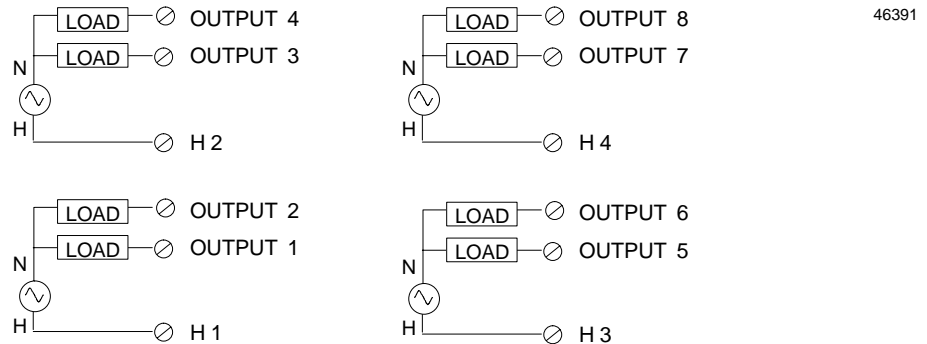 LOAD OUTPUT 4
LOAD OUTPUT 3
N
H
H 2
LOAD OUTPUT 8
LOAD OUTPUT 7
N
H
H 4
46391
LOAD OUTPUT 2
LOAD OUTPUT 1
N
H
H 1
LOAD OUTPUT 6
LOAD OUTPUT 5
N
H
H 3